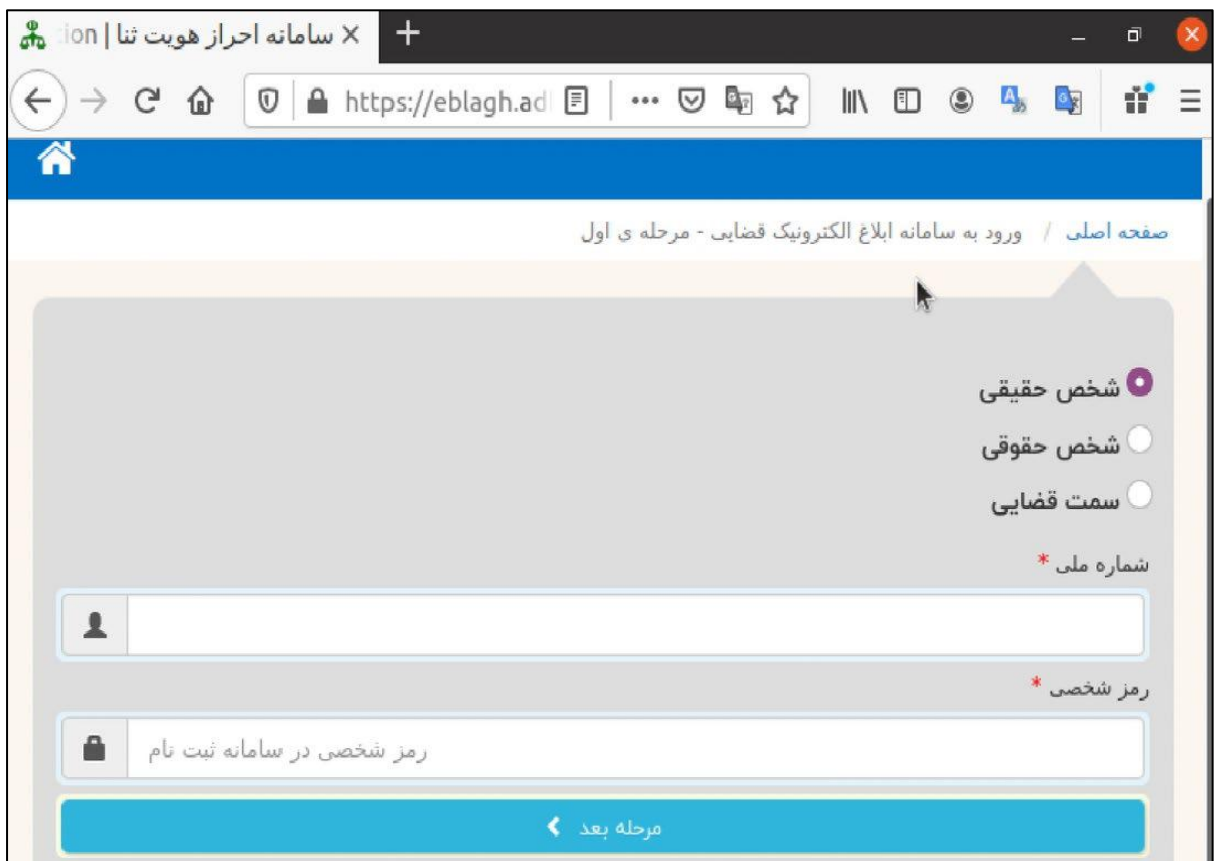 سامانه احراز هویت ثنا | ion
https://eblagh.ad
صفحه اصلی / ورود به سامانه ابلاغ الکترونیک قضایی - مرحله ی اول
شخص حقیقی
شخص حقوقی
سمت قضایی
شماره ملی *
رمز شخصی *
رمز شخصی در سامانه ثبت نام
مرحله بعد